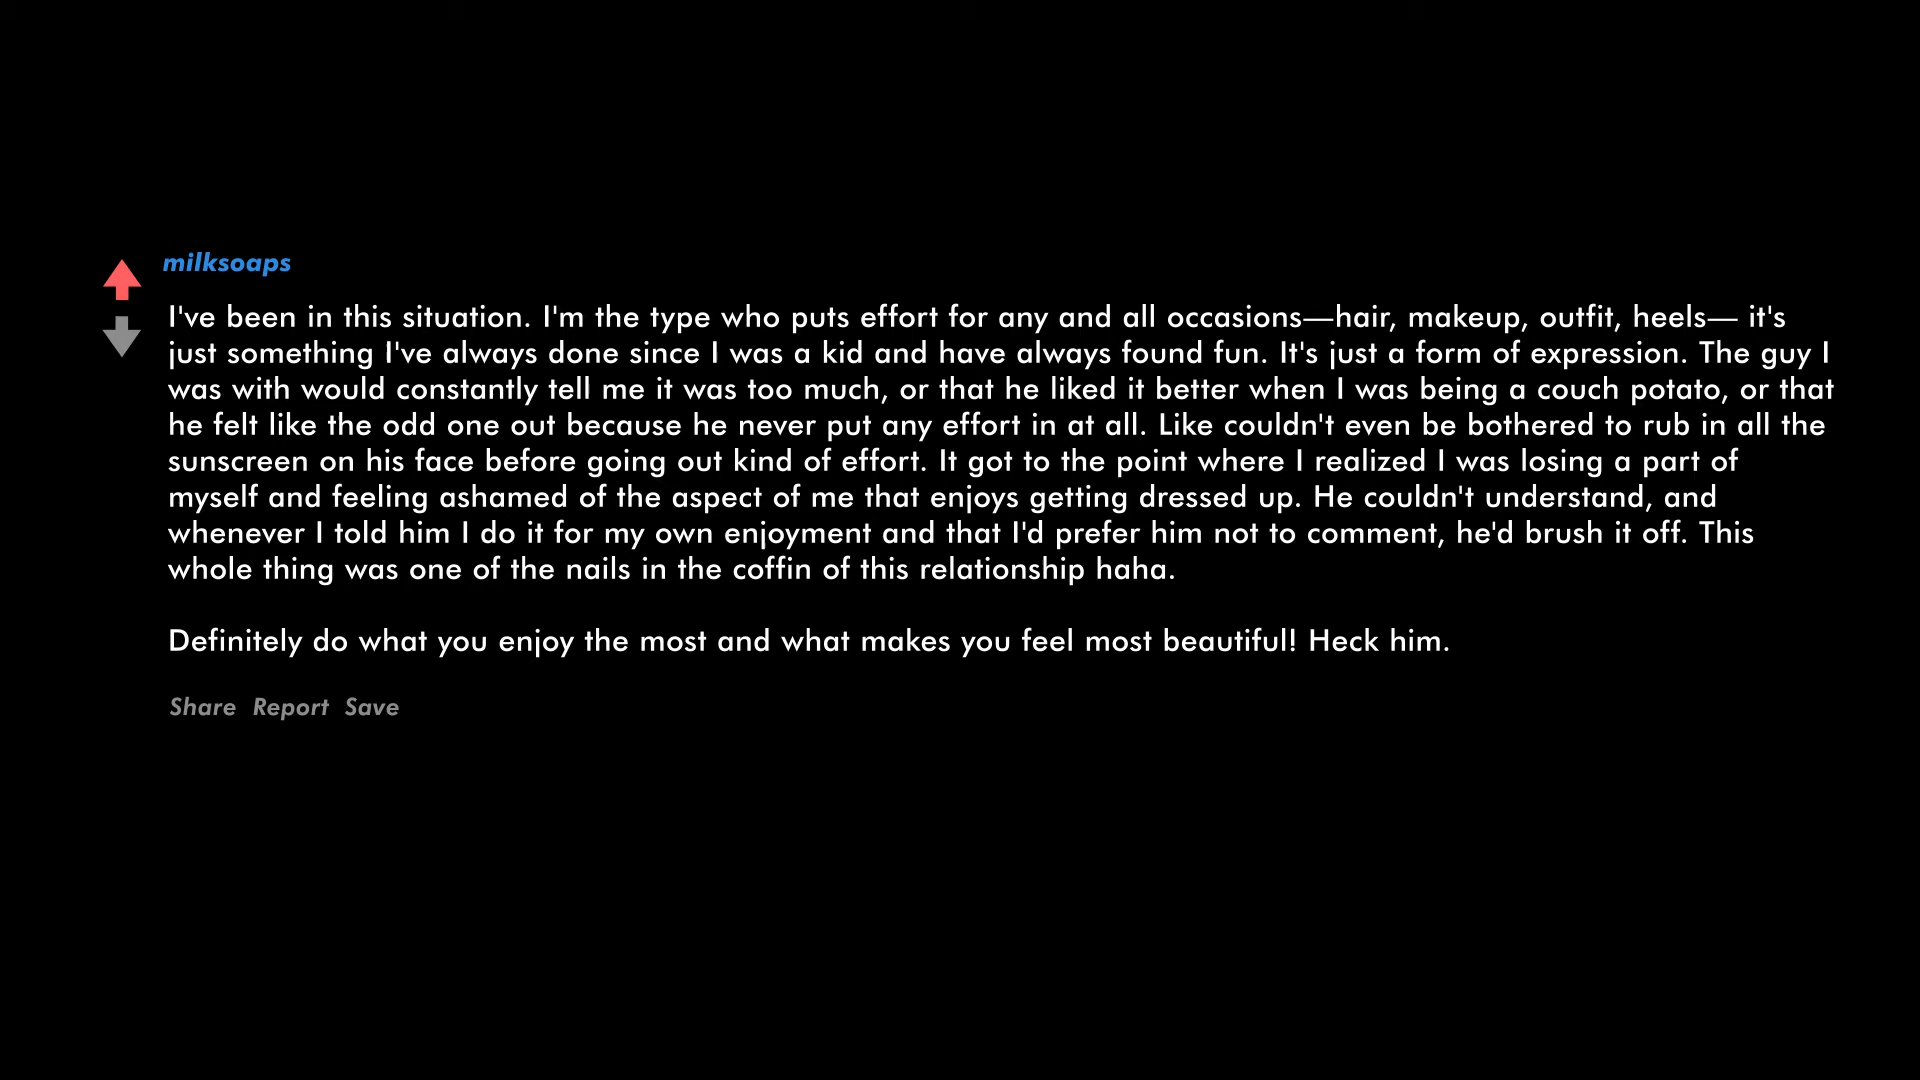 milksoaps
I've been in this situation. I'm the type who puts effort for any and all occasions—hair, makeup, outfit, heels— it's
just something I've always done since I was a kid and have always found fun. It's just a form of expression. The guy I
was with would constantly tell me it was too much, or that he liked it better when I was being a couch potato, or that
he felt like the odd one out because he never put any effort in at all. Like couldn't even be bothered to rub in all the
sunscreen on his face before going out kind of effort. It got to the point where I realized I was losing a part of
myself and feeling ashamed of the aspect of me that enjoys getting dressed up. He couldn't understand, and
whenever I told him I do it for my own enjoyment and that I'd prefer him not to comment, he'd brush it off. This
whole thing was one of the nails in the coffin of this relationship haha.
Definitely do what you enjoy the most and what makes you feel most beautiful! Heck him.
Share Report Save